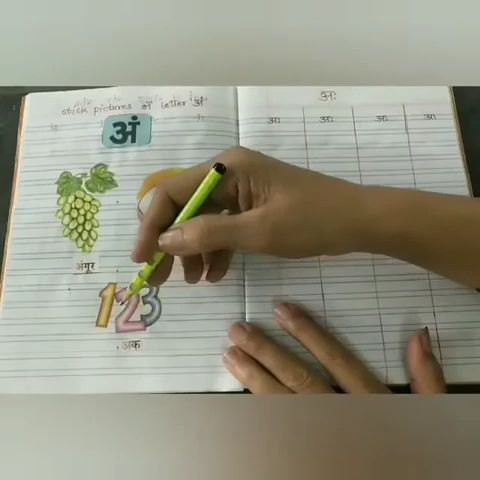 stick pictures of letter 'अं'
अं
अंगूर
123
अंक
अः
अः अः अः अः